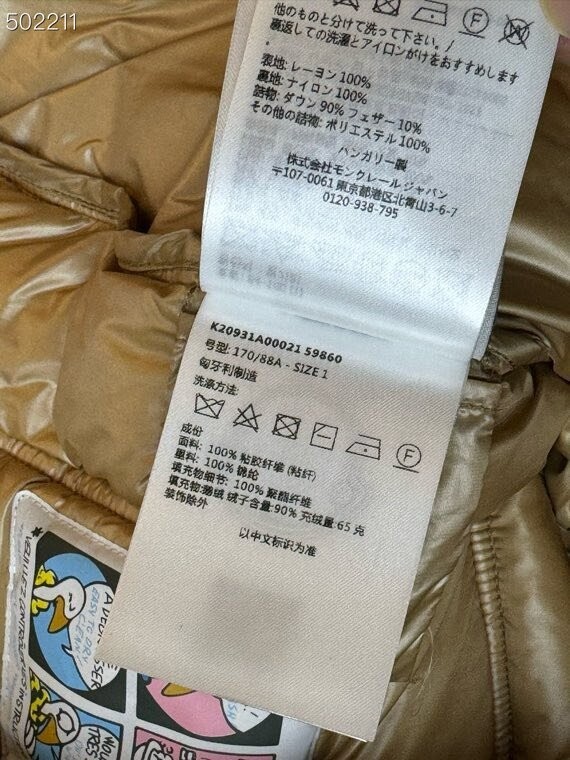 502211
他のものと分けて洗って下さい。/
裏返しての洗濯とアイロンがけをおすすめします
。
表地: レーヨン 100%
裏地: ナイロン 100%
詰物: ダウン 90% フェザー 10%
その他の詰物: ポリエステル 100%
ハンガリー製
株式会社モンクレール ジャパン
〒107-0061 東京都港区北青山3-6-7
0120-938-795
K20931A00021 59860
号型: 170/88A - SIZE 1
匈牙利制造
洗涤方法:
F
F
成份
面料: 100% 粘胶纤维 (粘纤)
里料: 100% 锦纶
填充物细节: 100% 聚酯纤维
填充物:鹅绒 绒子含量:90% 充绒量:65 克
装饰除外
以中文标识为准
EASY TO DRY
CLEAN!